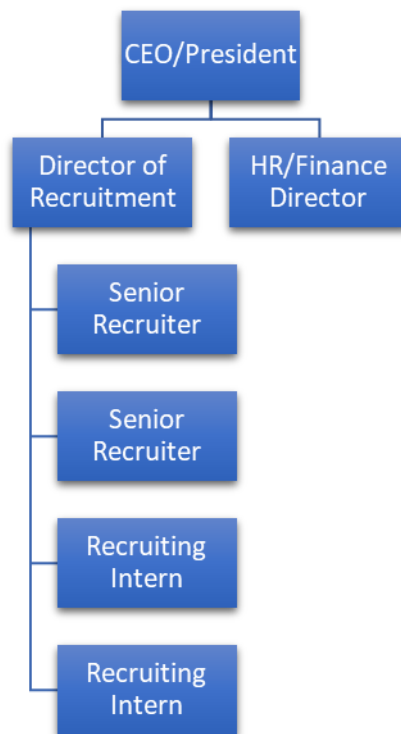 CEO/President
Director of
Recruitment
HR/Finance
Director
Senior
Recruiter
Senior
Recruiter
Recruiting
Intern
Recruiting
Intern